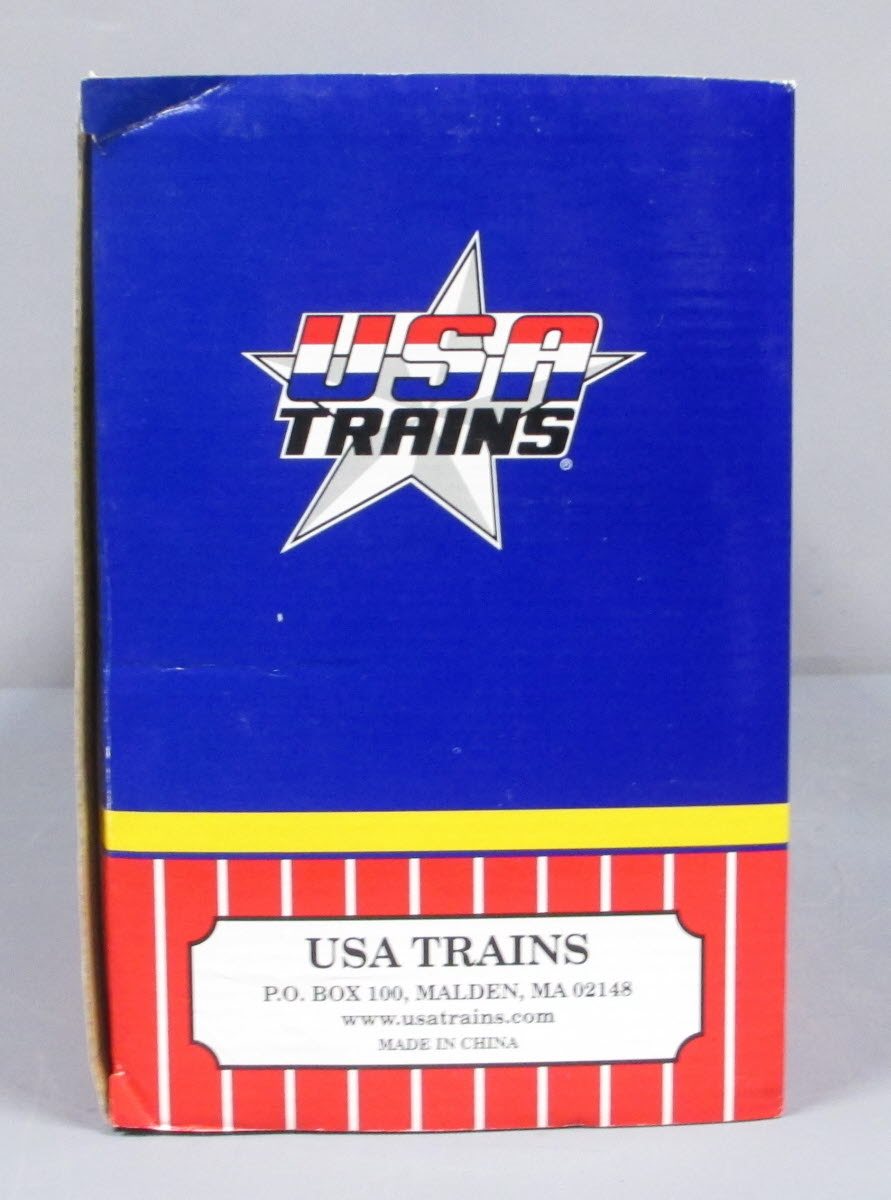 USA
TRAINS®
USA TRAINS
P.O. BOX 100, MALDEN, MA 02148
www.usatrains.com
MADE IN CHINA